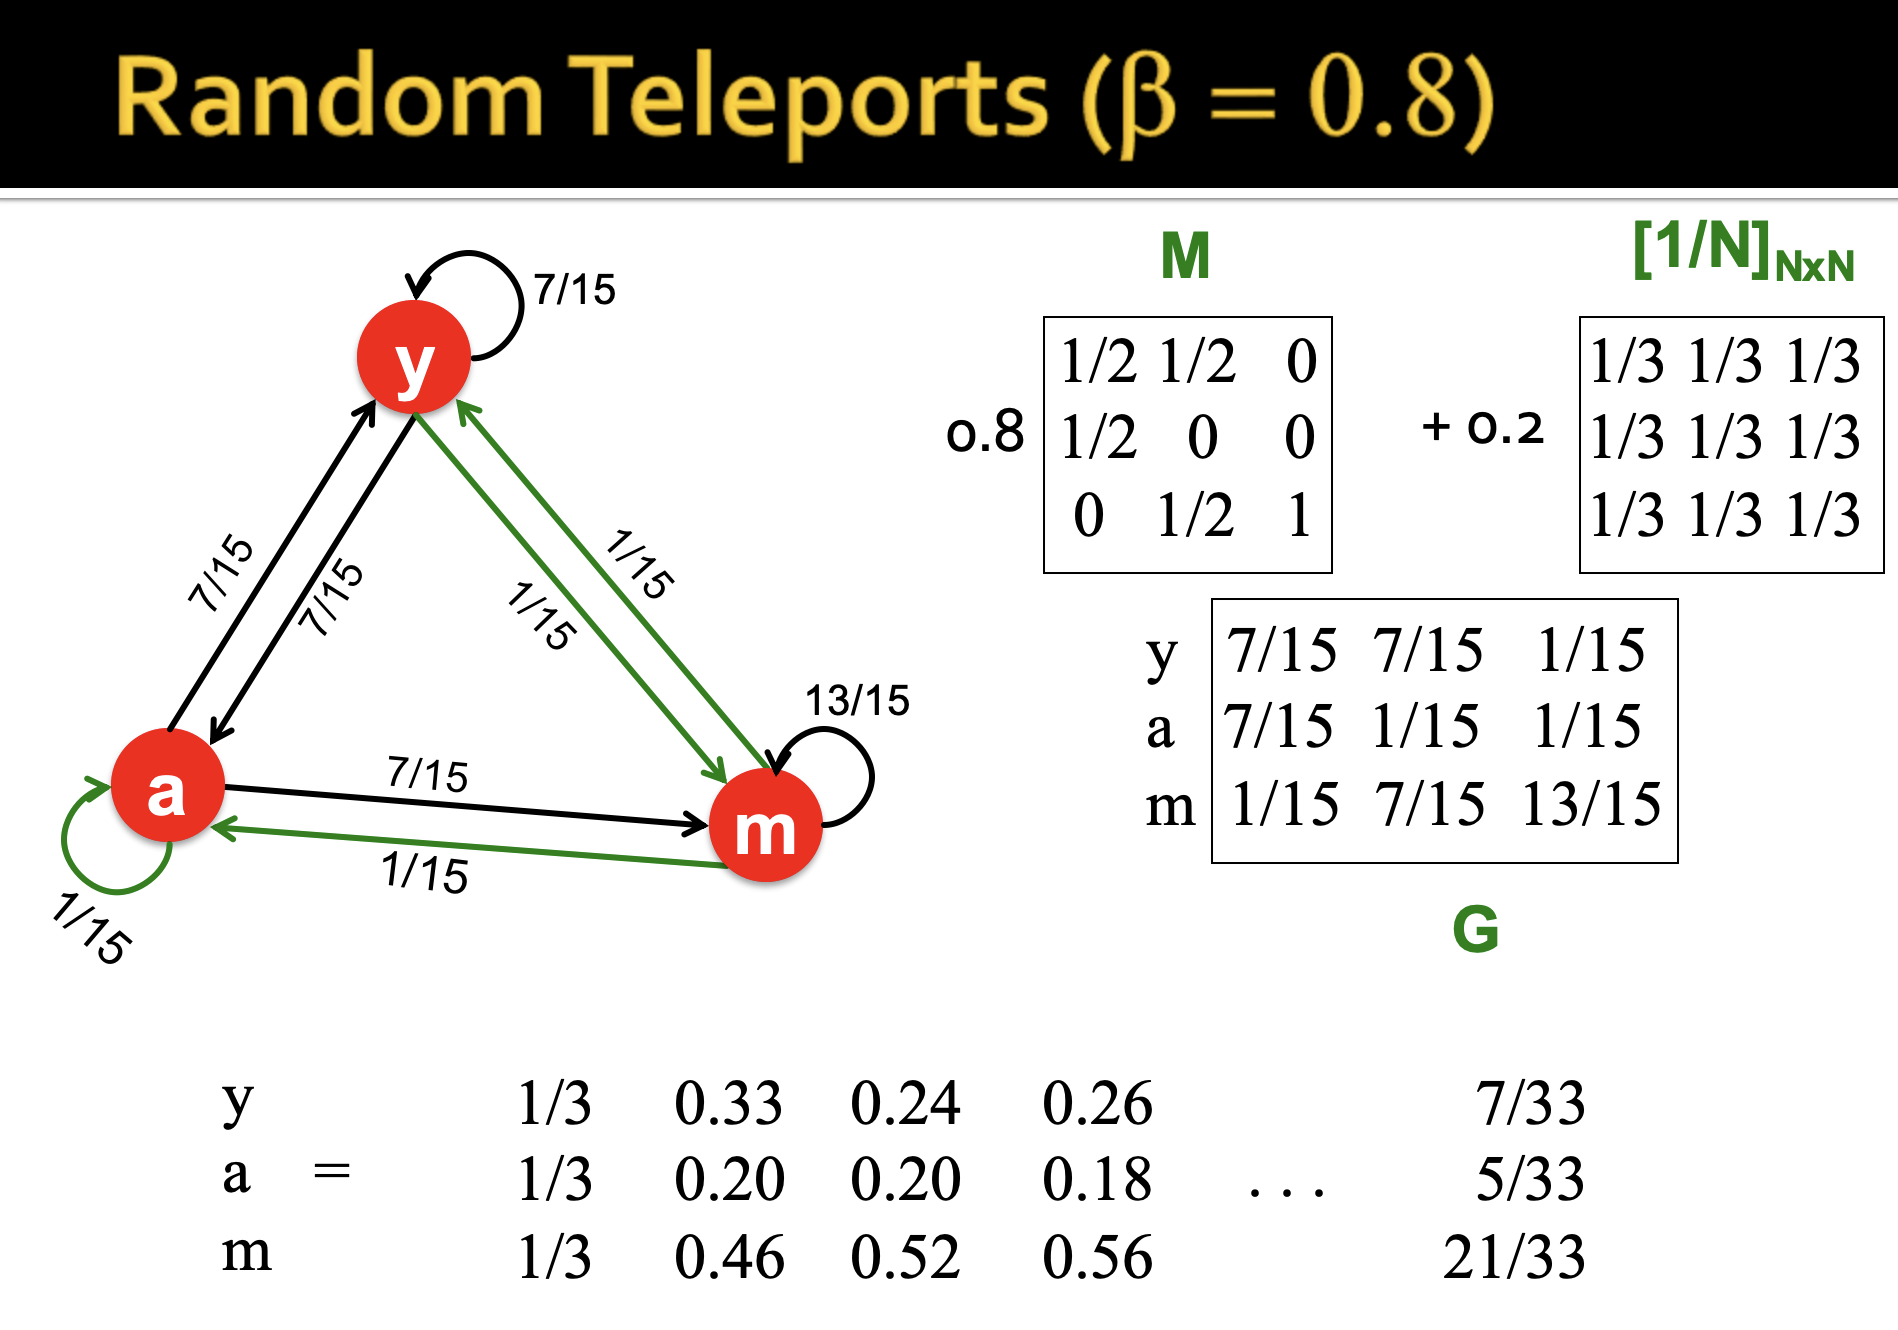 Random Teleports (β = 0.8)
M
[1/N]NxN
7/15
y
0.8
1/2 1/2 0
1/2 0 0
0 1/2 1
+ 0.2
1/3 1/3 1/3
1/3 1/3 1/3
1/3 1/3 1/3
7/15
7/15
1/15
1/15
y 7/15 7/15 1/15
a 7/15 1/15 1/15
m 1/15 7/15 13/15
G
13/15
a
7/15
m
1/15
1/15
y 1/3 0.33 0.24 0.26 7/33
a = 1/3 0.20 0.20 0.18 . . . 5/33
m 1/3 0.46 0.52 0.56 21/33